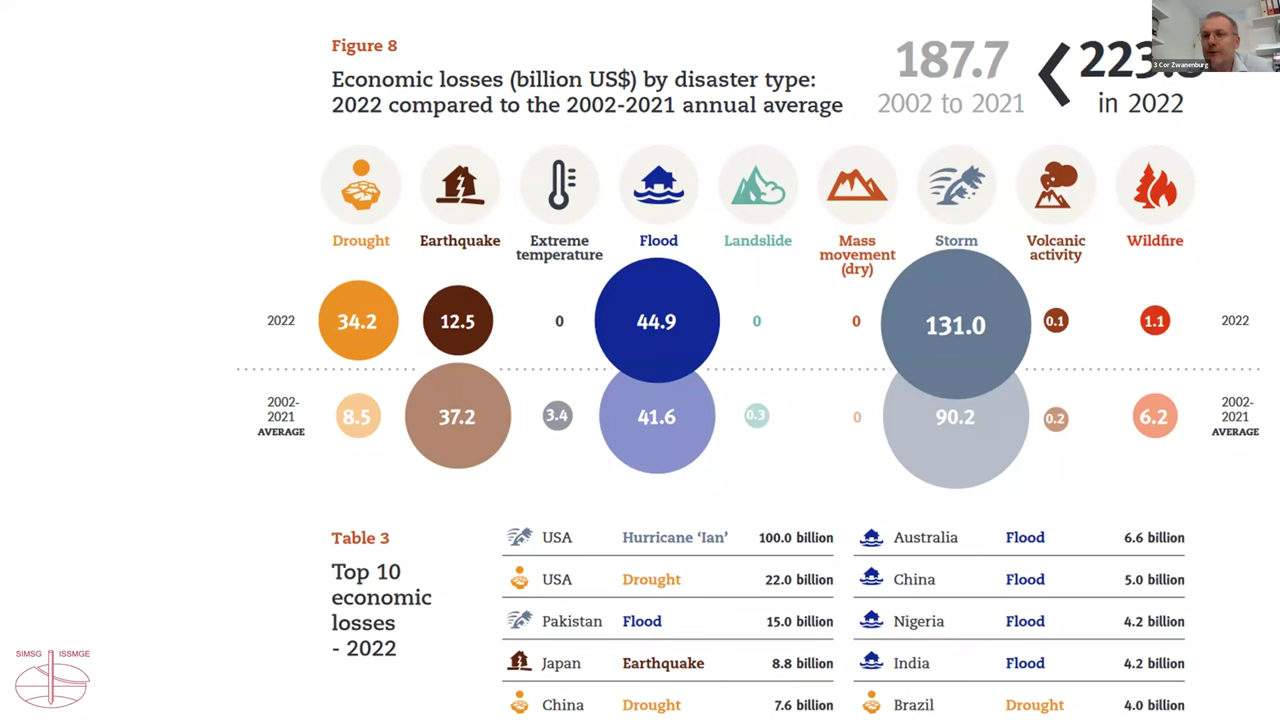 Figure 8
Economic losses (billion US$) by disaster type:
2022 compared to the 2002-2021 annual average
187.7
2002 to 2021
in 2022
3 Cor Zwanenburg
Drought
Earthquake
Extreme
temperature
Flood
Landslide
Mass
movement
(dry)
Storm
Volcanic
activity
Wildfire
2022 34.2 12.5 0 44.9 0 0 131.0 0.1 1.1 2022
2002-
2021
AVERAGE
8.5 37.2 3.4 41.6 0.3 0 90.2 0.2 6.2
2002-
2021
AVERAGE
Table 3
Top 10
economic
losses
- 2022
USA Hurricane ‘Ian’ 100.0 billion
USA Drought 22.0 billion
Pakistan Flood 15.0 billion
Japan Earthquake 8.8 billion
China Drought 7.6 billion
Australia Flood 6.6 billion
China Flood 5.0 billion
Nigeria Flood 4.2 billion
India Flood 4.2 billion
Brazil Drought 4.0 billion
SIMSG ISSMGE